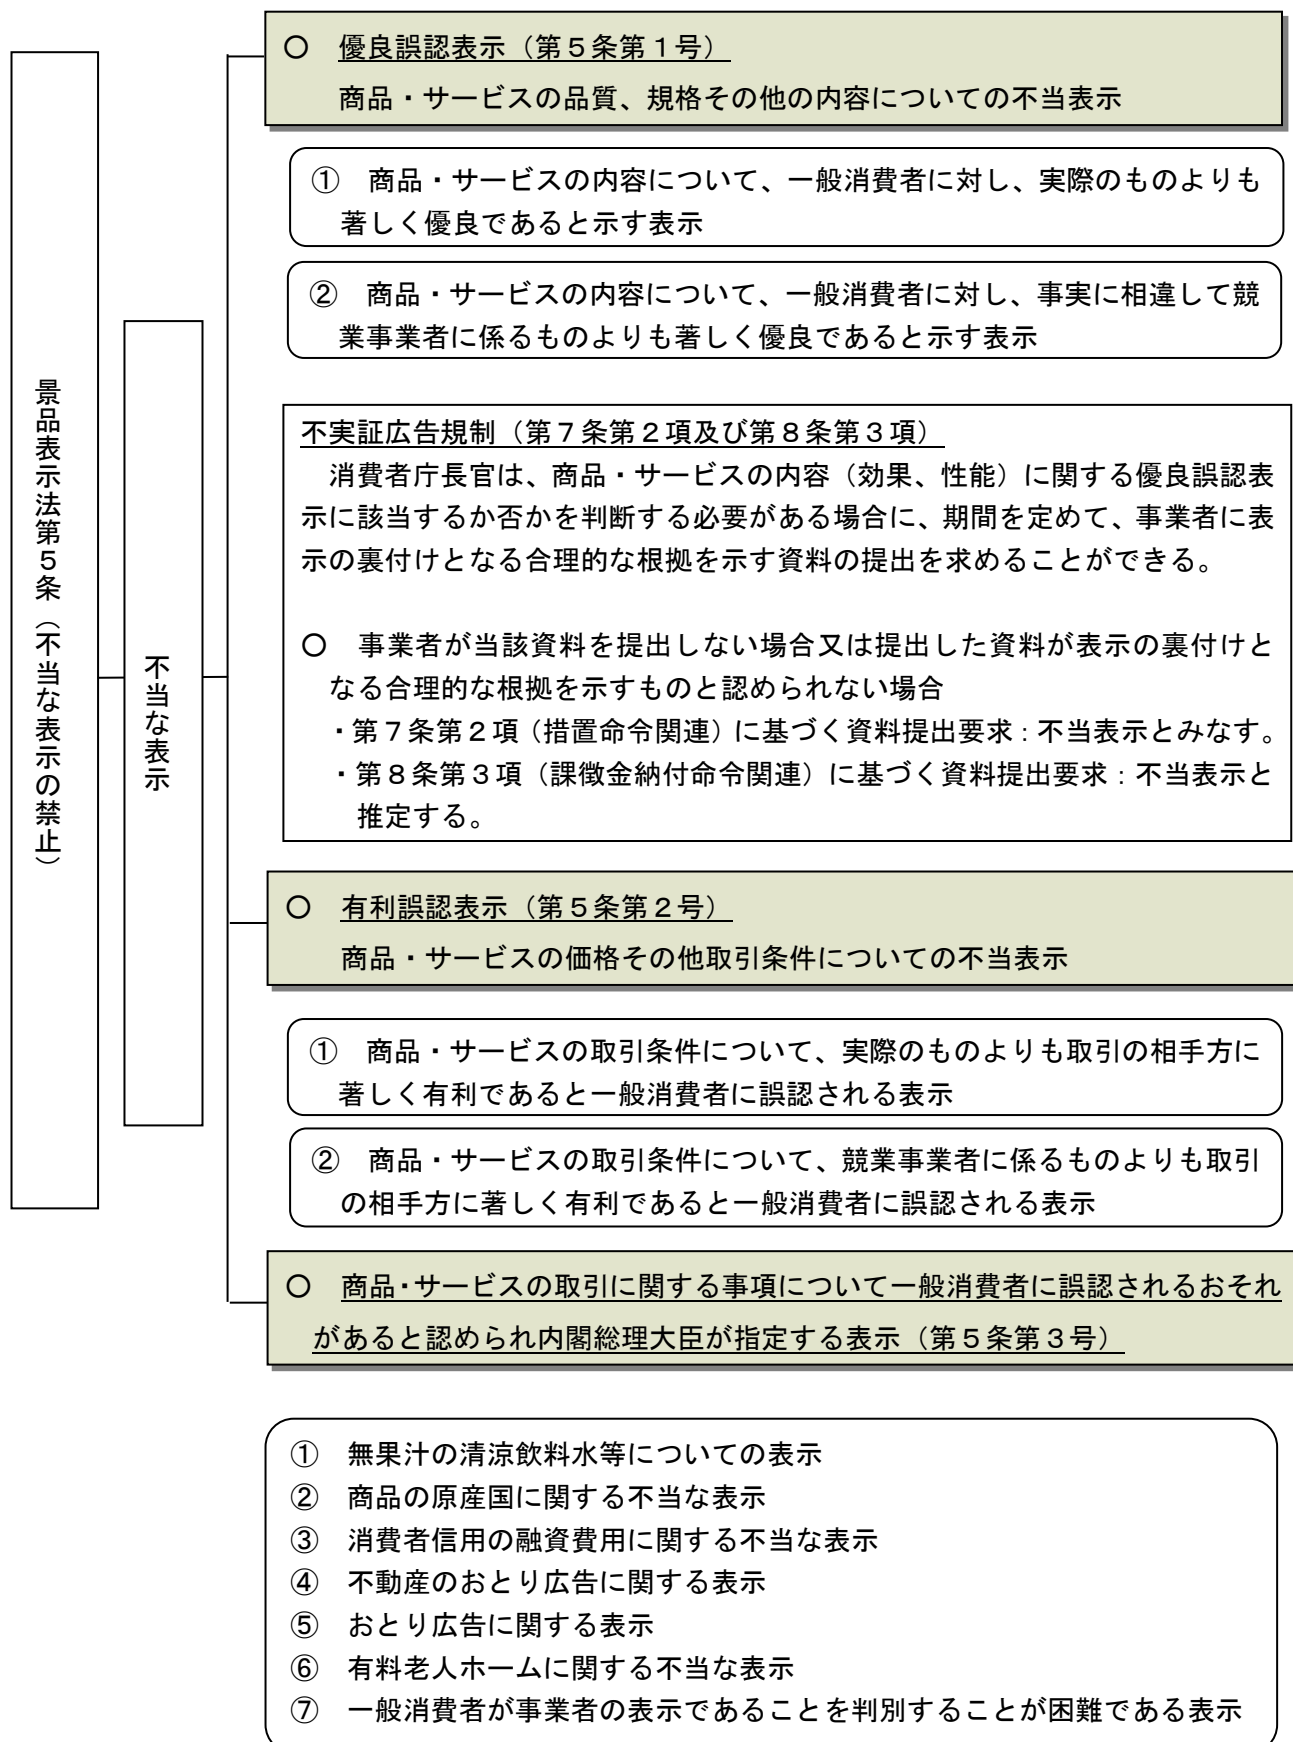 景品表示法第５条（不当な表示の禁止）
不当な表示
○　優良誤認表示（第５条第１号）
商品・サービスの品質、規格その他の内容についての不当表示
①　商品・サービスの内容について、一般消費者に対し、実際のものよりも
著しく優良であると示す表示
②　商品・サービスの内容について、一般消費者に対し、事実に相違して競
業事業者に係るものよりも著しく優良であると示す表示
不実証広告規制（第７条第２項及び第８条第３項）
消費者庁長官は、商品・サービスの内容（効果、性能）に関する優良誤認表
示に該当するか否かを判断する必要がある場合に、期間を定めて、事業者に表
示の裏付けとなる合理的な根拠を示す資料の提出を求めることができる。
○　事業者が当該資料を提出しない場合又は提出した資料が表示の裏付けと
なる合理的な根拠を示すものと認められない場合
・第７条第２項（措置命令関連）に基づく資料提出要求：不当表示とみなす。
・第８条第３項（課徴金納付命令関連）に基づく資料提出要求：不当表示と
推定する。
○　有利誤認表示（第５条第２号）
商品・サービスの価格その他取引条件についての不当表示
①　商品・サービスの取引条件について、実際のものよりも取引の相手方に
著しく有利であると一般消費者に誤認される表示
②　商品・サービスの取引条件について、競業事業者に係るものよりも取引
の相手方に著しく有利であると一般消費者に誤認される表示
○　商品・サービスの取引に関する事項について一般消費者に誤認されるおそれ
があると認められ内閣総理大臣が指定する表示（第５条第３号）
①　無果汁の清涼飲料水等についての表示
②　商品の原産国に関する不当な表示
③　消費者信用の融資費用に関する不当な表示
④　不動産のおとり広告に関する表示
⑤　おとり広告に関する表示
⑥　有料老人ホームに関する不当な表示
⑦　一般消費者が事業者の表示であることを判別することが困難である表示